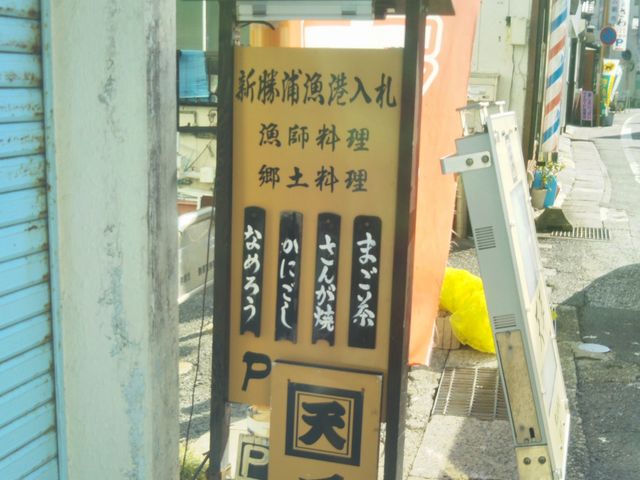 新勝浦漁港入札
漁師料理
郷土料理
まご茶
さんが焼
かにごし
なめろう
P
天
P
P